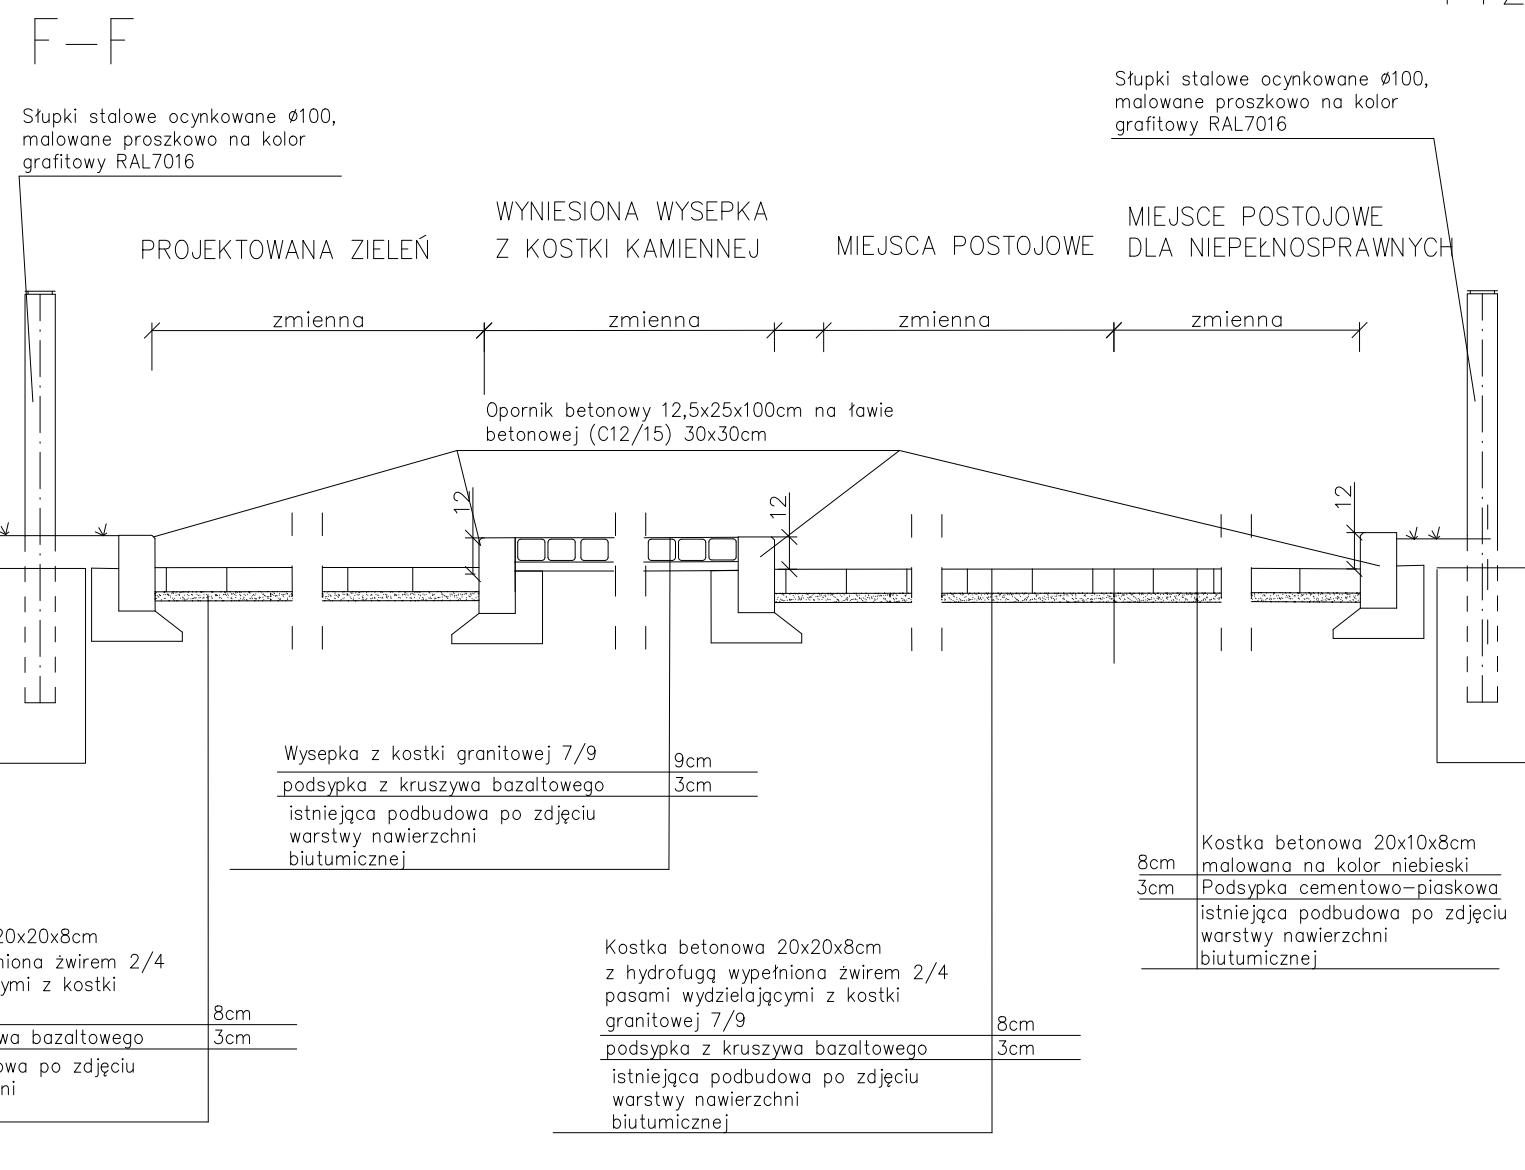 F-F
Słupki stalowe ocynkowane Ø100,
malowane proszkowo na kolor
grafitowy RAL7016
Słupki stalowe ocynkowane Ø100,
malowane proszkowo na kolor
grafitowy RAL7016
PROJEKTOWANA ZIELEŃ
WYNIESIONA WYSEPKA
Z KOSTKI KAMIENNEJ
MIEJSCA POSTOJOWE
MIEJSCE POSTOJOWE
DLA NIEPEŁNOSPRAWNYCH
zmienna
zmienna
zmienna
zmienna
Opornik betonowy 12,5x25x100cm na ławie
betonowej (C12/15) 30x30cm
12
12
12
Wysepka z kostki granitowej 7/9
9cm
podsypka z kruszywa bazaltowego
3cm
istniejąca podbudowa po zdjęciu
warstwy nawierzchni
biutumicznej
Kostka betonowa 20x10x8cm
8cm
malowana na kolor niebieski
3cm
Podsypka cementowo-piaskowa
istniejąca podbudowa po zdjęciu
warstwy nawierzchni
biutumicznej
20x20x8cm
żwirem 2/4
z kostki
8cm
bazaltowego
3cm
po zdjęciu
Kostka betonowa 20x20x8cm
z hydrofugą wypełniona żwirem 2/4
pasami wydzielającymi z kostki
granitowej 7/9
8cm
podsypka z kruszywa bazaltowego
3cm
istniejąca podbudowa po zdjęciu
warstwy nawierzchni
biutumicznej